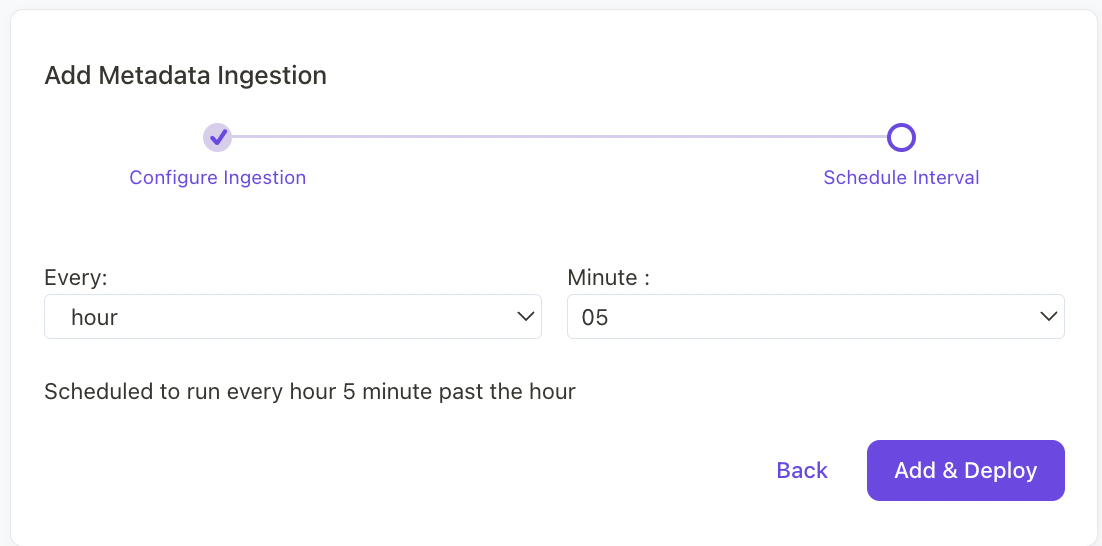 Add Metadata Ingestion
Configure Ingestion
Schedule Interval
Every:
Minute :
hour
05
Scheduled to run every hour 5 minute past the hour
Back
Add & Deploy